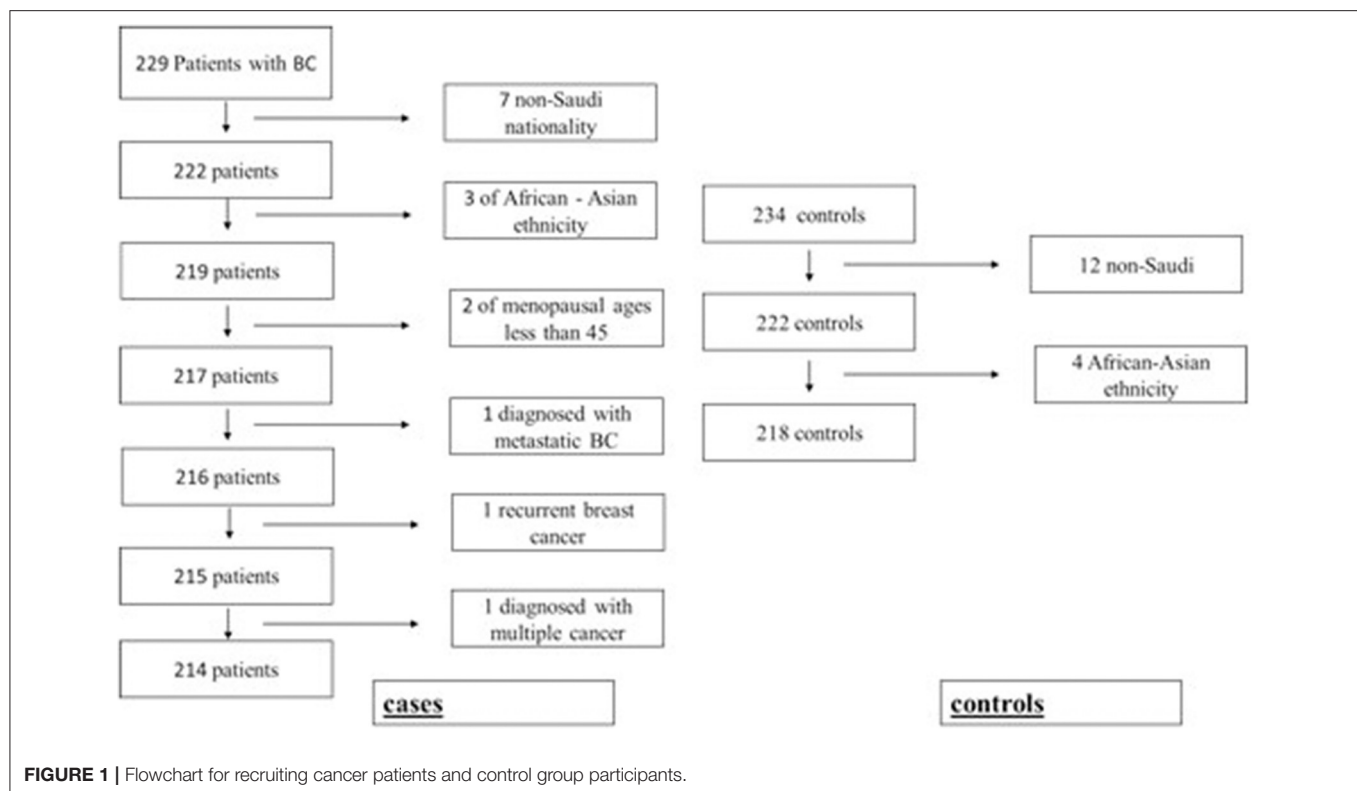 229 Patients with BC
7 non-Saudi
nationality
222 patients
3 of African - Asian
ethnicity
219 patients
2 of menopausal ages
less than 45
217 patients
1 diagnosed with
metastatic BC
216 patients
1 recurrent breast
cancer
215 patients
1 diagnosed with
multiple cancer
214 patients
cases
234 controls
12 non-Saudi
222 controls
4 African-Asian
ethnicity
218 controls
controls
FIGURE 1 | Flowchart for recruiting cancer patients and control group participants.